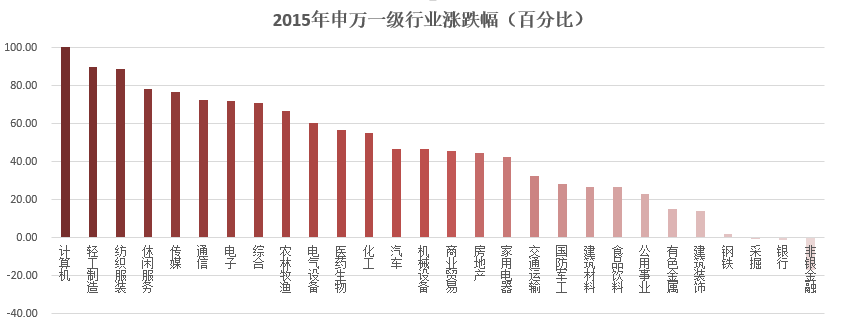 2015年申万一级行业涨跌幅（百分比）
100.00
80.00
60.00
40.00
20.00
0.00
-20.00
-40.00
计算机
轻工制造
纺织服装
休闲服务
传媒
通信
电子
综合
农林牧渔
电气设备
医药生物
化工
汽车
机械设备
商业贸易
房地产
家用电器
交通运输
国防军工
建筑材料
食品饮料
公用事业
有色金属
建筑装饰
钢铁
采掘
银行
非银金融